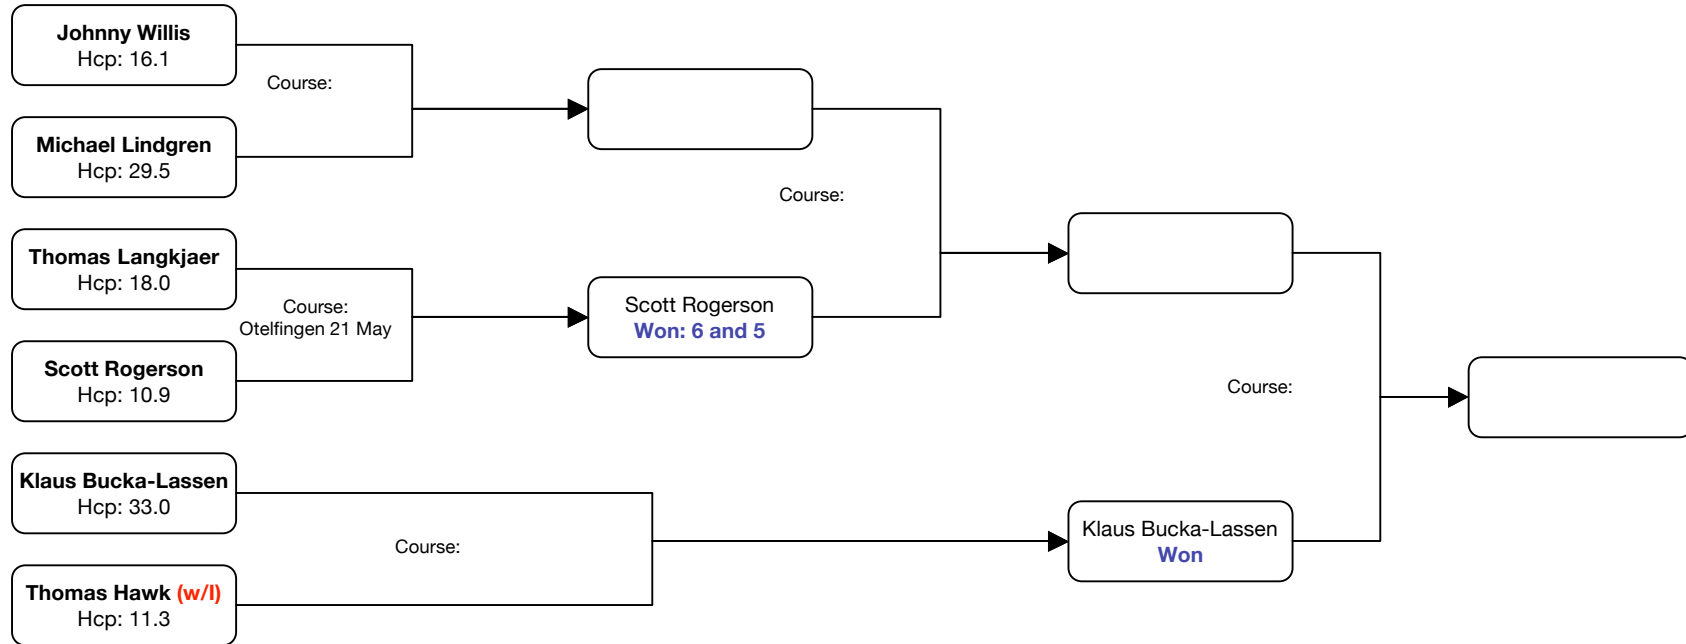 Johnny Willis
Hcp: 16.1
Course:
Michael Lindgren
Hcp: 29.5
Course:
Thomas Langkjaer
Hcp: 18.0
Course:
Otelfingen 21 May
Scott Rogerson
Won: 6 and 5
Scott Rogerson
Hcp: 10.9
Course:
Klaus Bucka-Lassen
Hcp: 33.0
Course:
Klaus Bucka-Lassen
Won
Thomas Hawk (w/l)
Hcp: 11.3